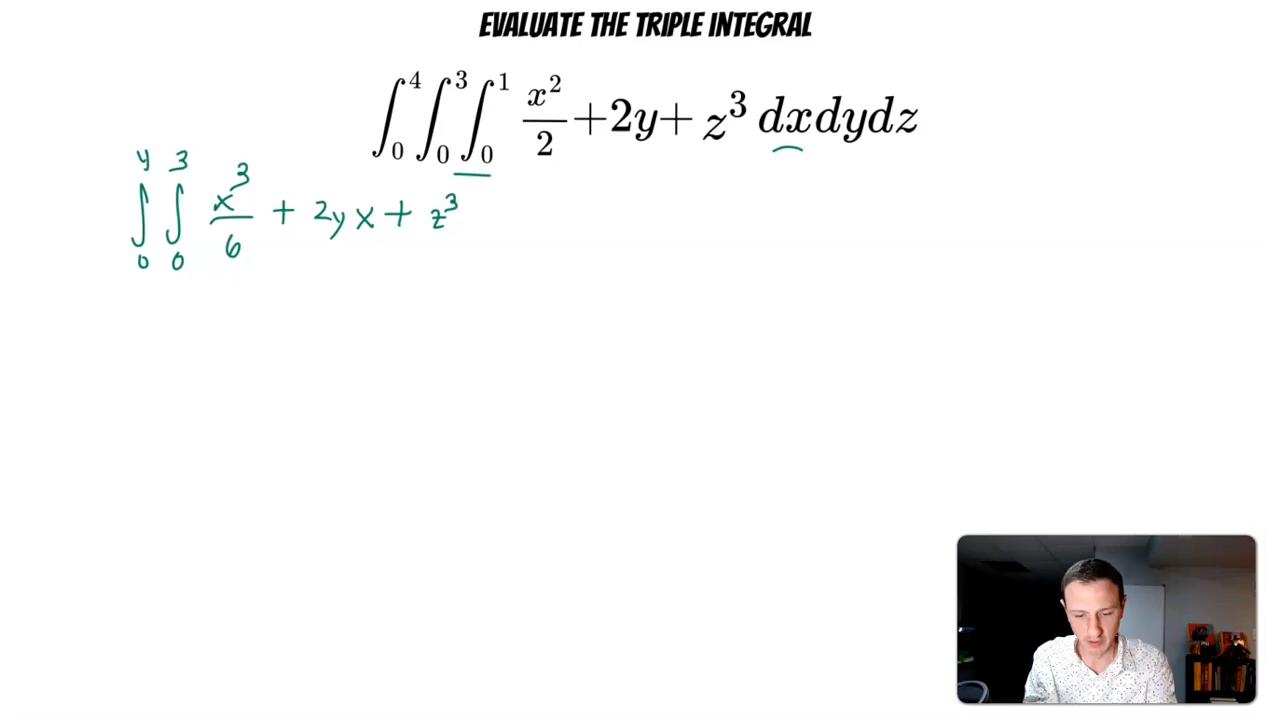 EVALUATE THE TRIPLE INTEGRAL
∫₀⁴ ∫₀³ ∫₀¹ x²/2 + 2y + z³ dxdydz
∫₀⁴ ∫₀³ x³/6 + 2yx + z³